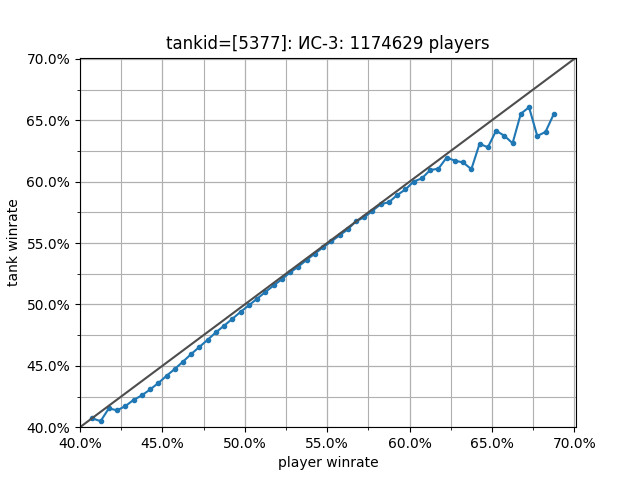 tankid=[5377]: ИС-3: 1174629 players
70.0%
65.0%
60.0%
55.0%
50.0%
45.0%
40.0%
tank winrate
40.0% 45.0% 50.0% 55.0% 60.0% 65.0% 70.0%
player winrate